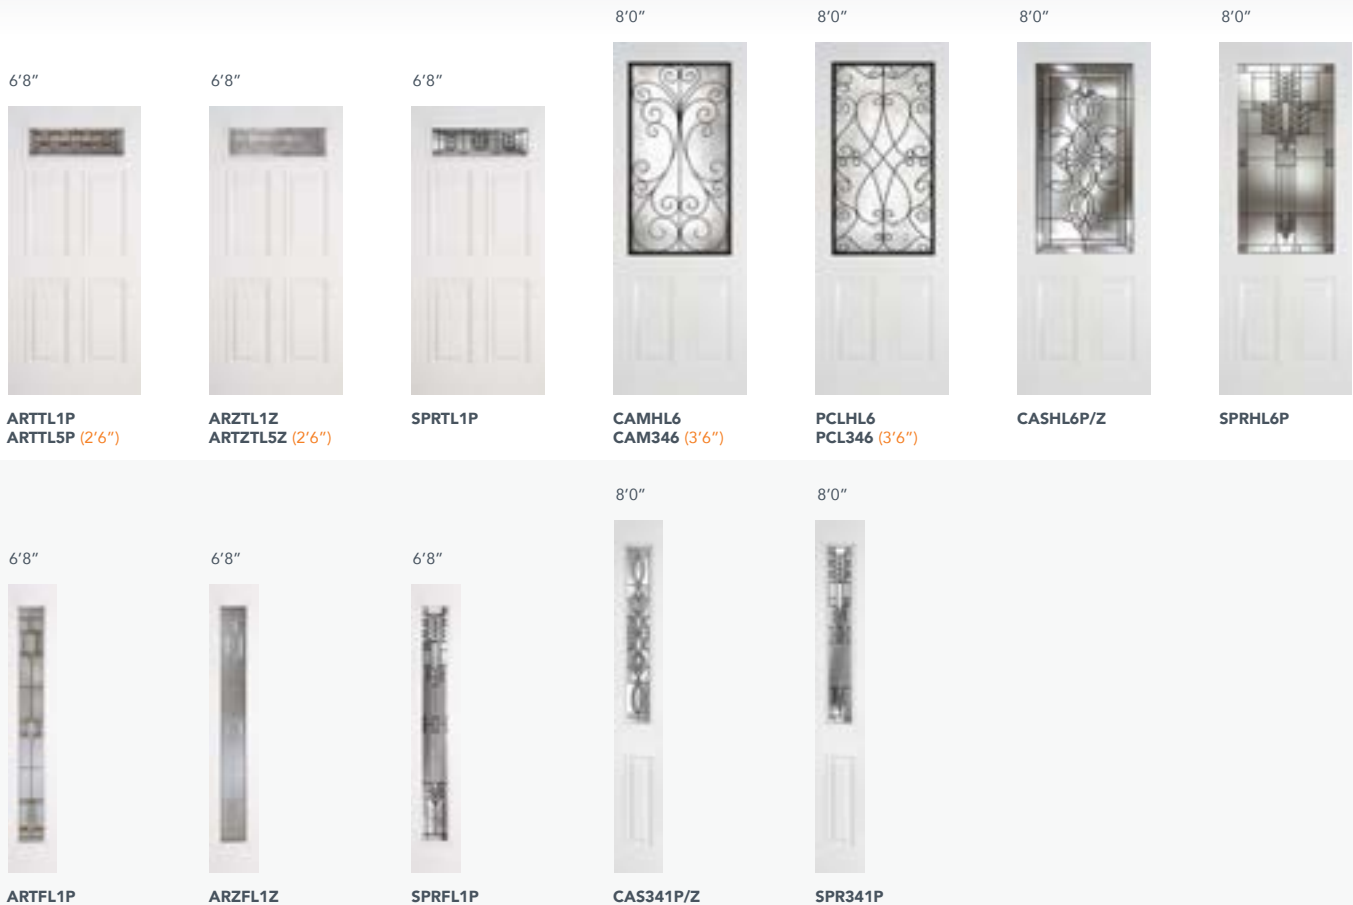 8’0”
8’0”
8’0”
8’0”
6’8”
6’8”
6’8”
ARTTL1P
ARTTL5P (2’6”)
ARZTL1Z
ARTZTL5Z (2’6”)
SPRTL1P
CAMHL6
CAM346 (3’6”)
PCLHL6
PCL346 (3’6”)
CASHL6P/Z
SPRHL6P
8’0”
8’0”
6’8”
6’8”
6’8”
ARTFL1P
ARZFL1Z
SPRFL1P
CAS341P/Z
SPR341P